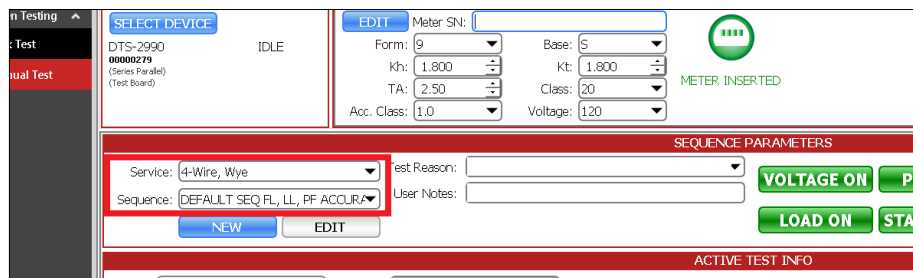 n Testing
Test
nual Test
SELECT DEVICE
DTS-2990 IDLE
00000279
(Series Parallel)
(Test Board)
EDIT Meter SN:
Form: 9 Base: S
Kh: 1.800 Kt: 1.800
TA: 2.50 Class: 20
Acc. Class: 1.0 Voltage: 120
METER INSERTED
SEQUENCE PARAMETERS
Service: 4-Wire, Wye
Sequence: DEFAULT SEQ FL, LL, PF ACCURA
NEW EDIT
Test Reason:
User Notes:
VOLTAGE ON P
LOAD ON STA
ACTIVE TEST INFO